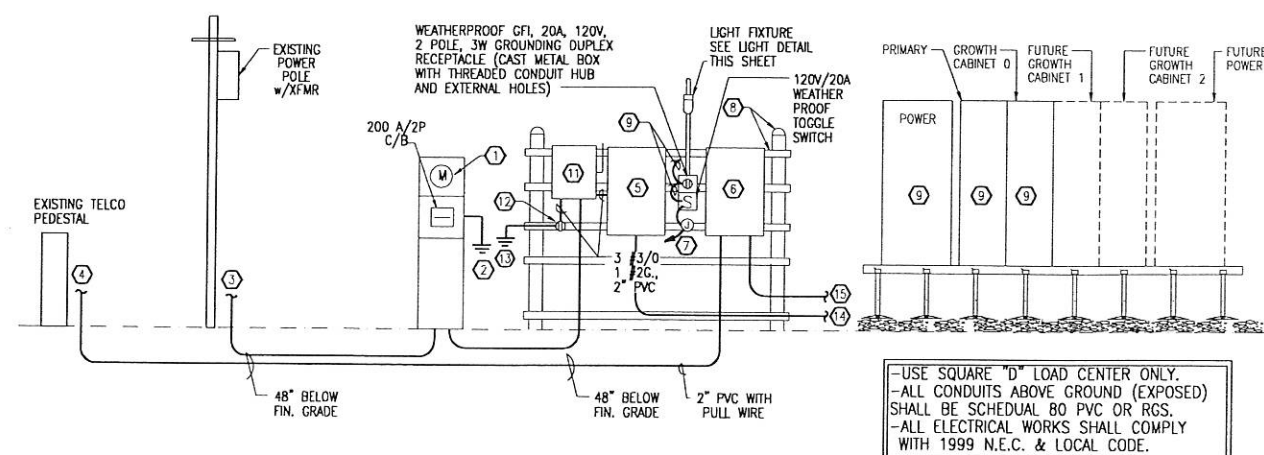 EXISTING
POWER
POLE
w/XFMR
WEATHERPROOF GFI, 20A, 120V,
2 POLE, 3W GROUNDING DUPLEX
RECEPTACLE (CAST METAL BOX
WITH THREADED CONDUIT HUB
AND EXTERNAL HOLES)
LIGHT FIXTURE
SEE LIGHT DETAIL
THIS SHEET
120V/20A
WEATHER
PROOF
TOGGLE
SWITCH
PRIMARY
GROWTH
CABINET 0
FUTURE
GROWTH
CABINET 1
FUTURE
GROWTH
CABINET 2
FUTURE
POWER
200 A/2P
C/B
1
M
11
9
8
5
6
S
J
7
12
13
2
3 #3/0
1 #2G.,
2" PVC
POWER
9
9
9
EXISTING TELCO
PEDESTAL
4
3
15
14
48" BELOW
FIN. GRADE
48" BELOW
FIN. GRADE
2" PVC WITH
PULL WIRE
-USE SQUARE "D" LOAD CENTER ONLY.
-ALL CONDUITS ABOVE GROUND (EXPOSED)
SHALL BE SCHEDUAL 80 PVC OR RGS.
-ALL ELECTRICAL WORKS SHALL COMPLY
WITH 1999 N.E.C. & LOCAL CODE.